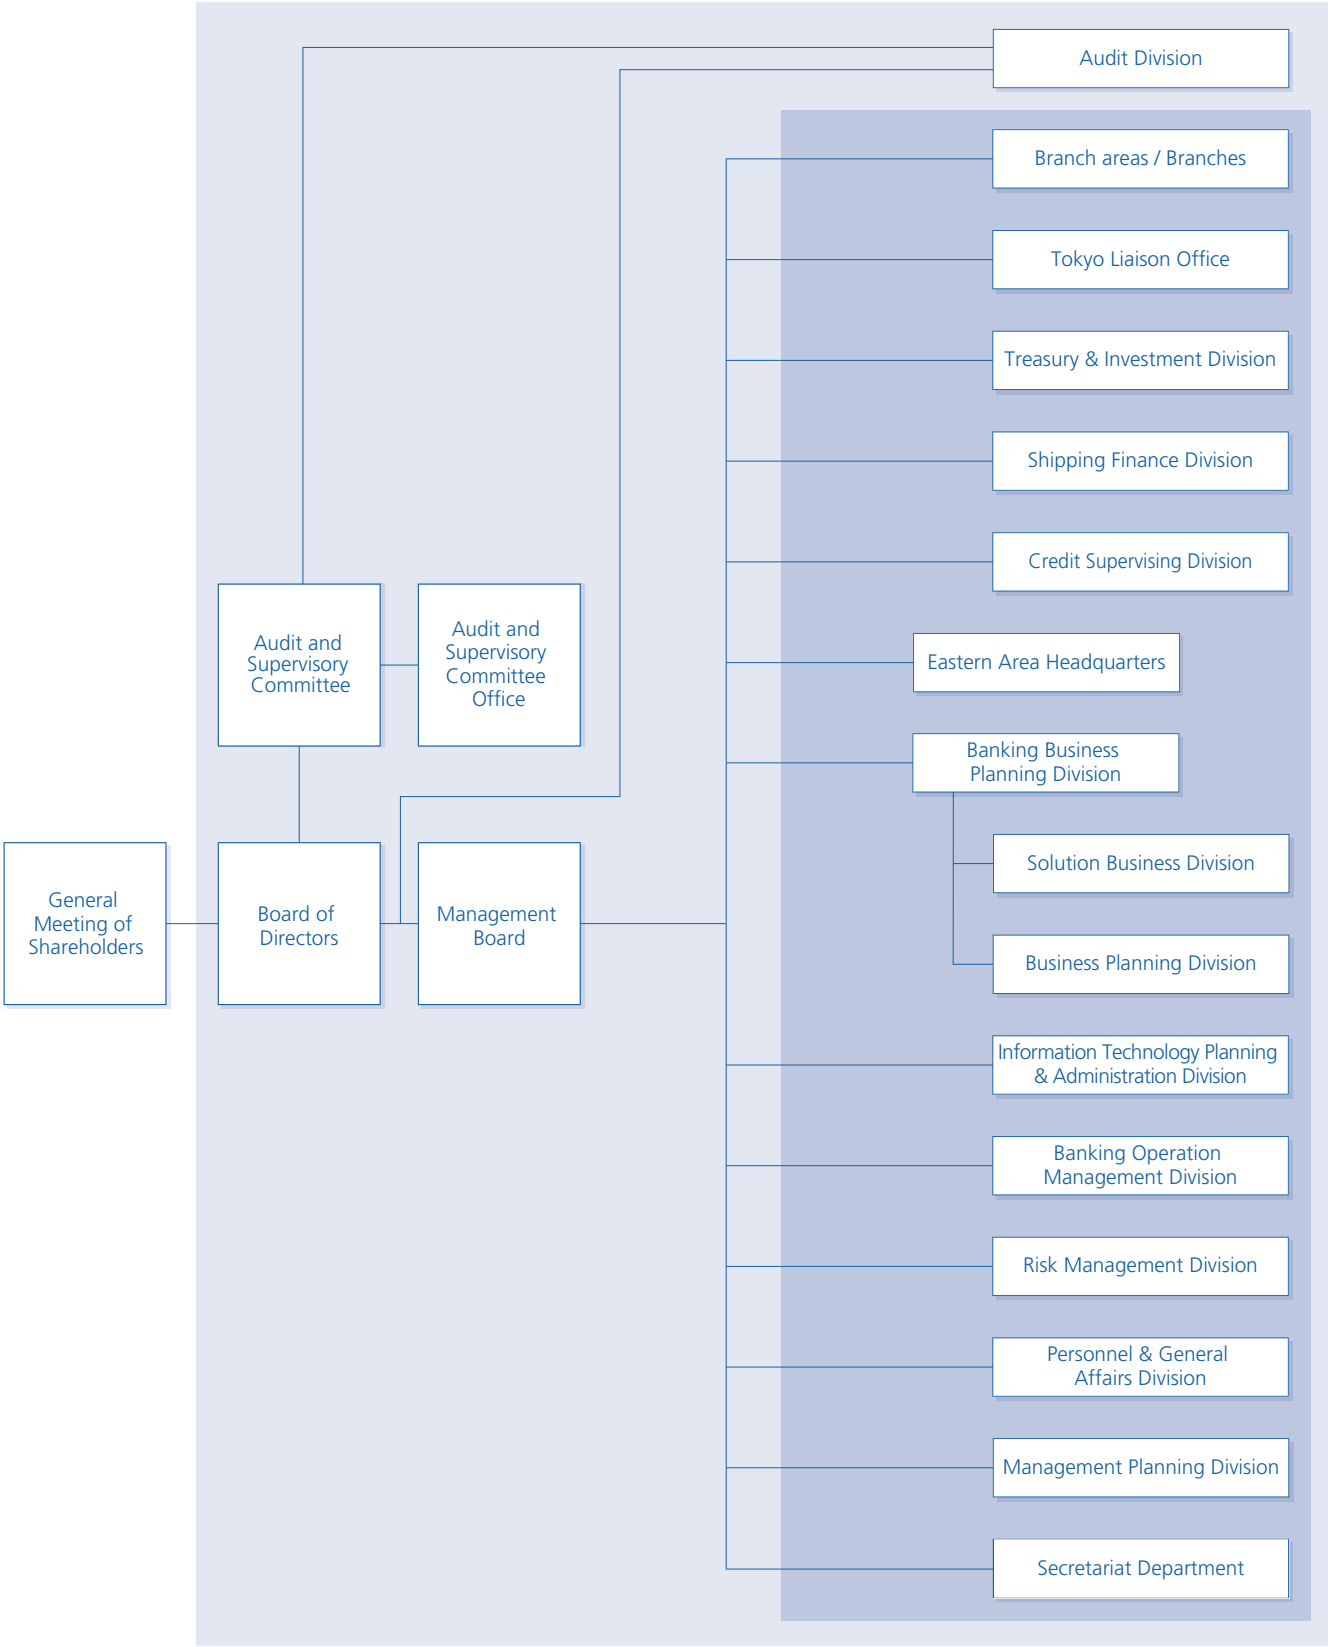 Audit Division
Branch areas / Branches
Tokyo Liaison Office
Treasury & Investment Division
Shipping Finance Division
Credit Supervising Division
Audit and
Supervisory
Committee
Audit and
Supervisory
Committee
Office
Eastern Area Headquarters
Banking Business
Planning Division
Solution Business Division
General
Meeting of
Shareholders
Board of
Directors
Management
Board
Business Planning Division
Information Technology Planning
& Administration Division
Banking Operation
Management Division
Risk Management Division
Personnel & General
Affairs Division
Management Planning Division
Secretariat Department